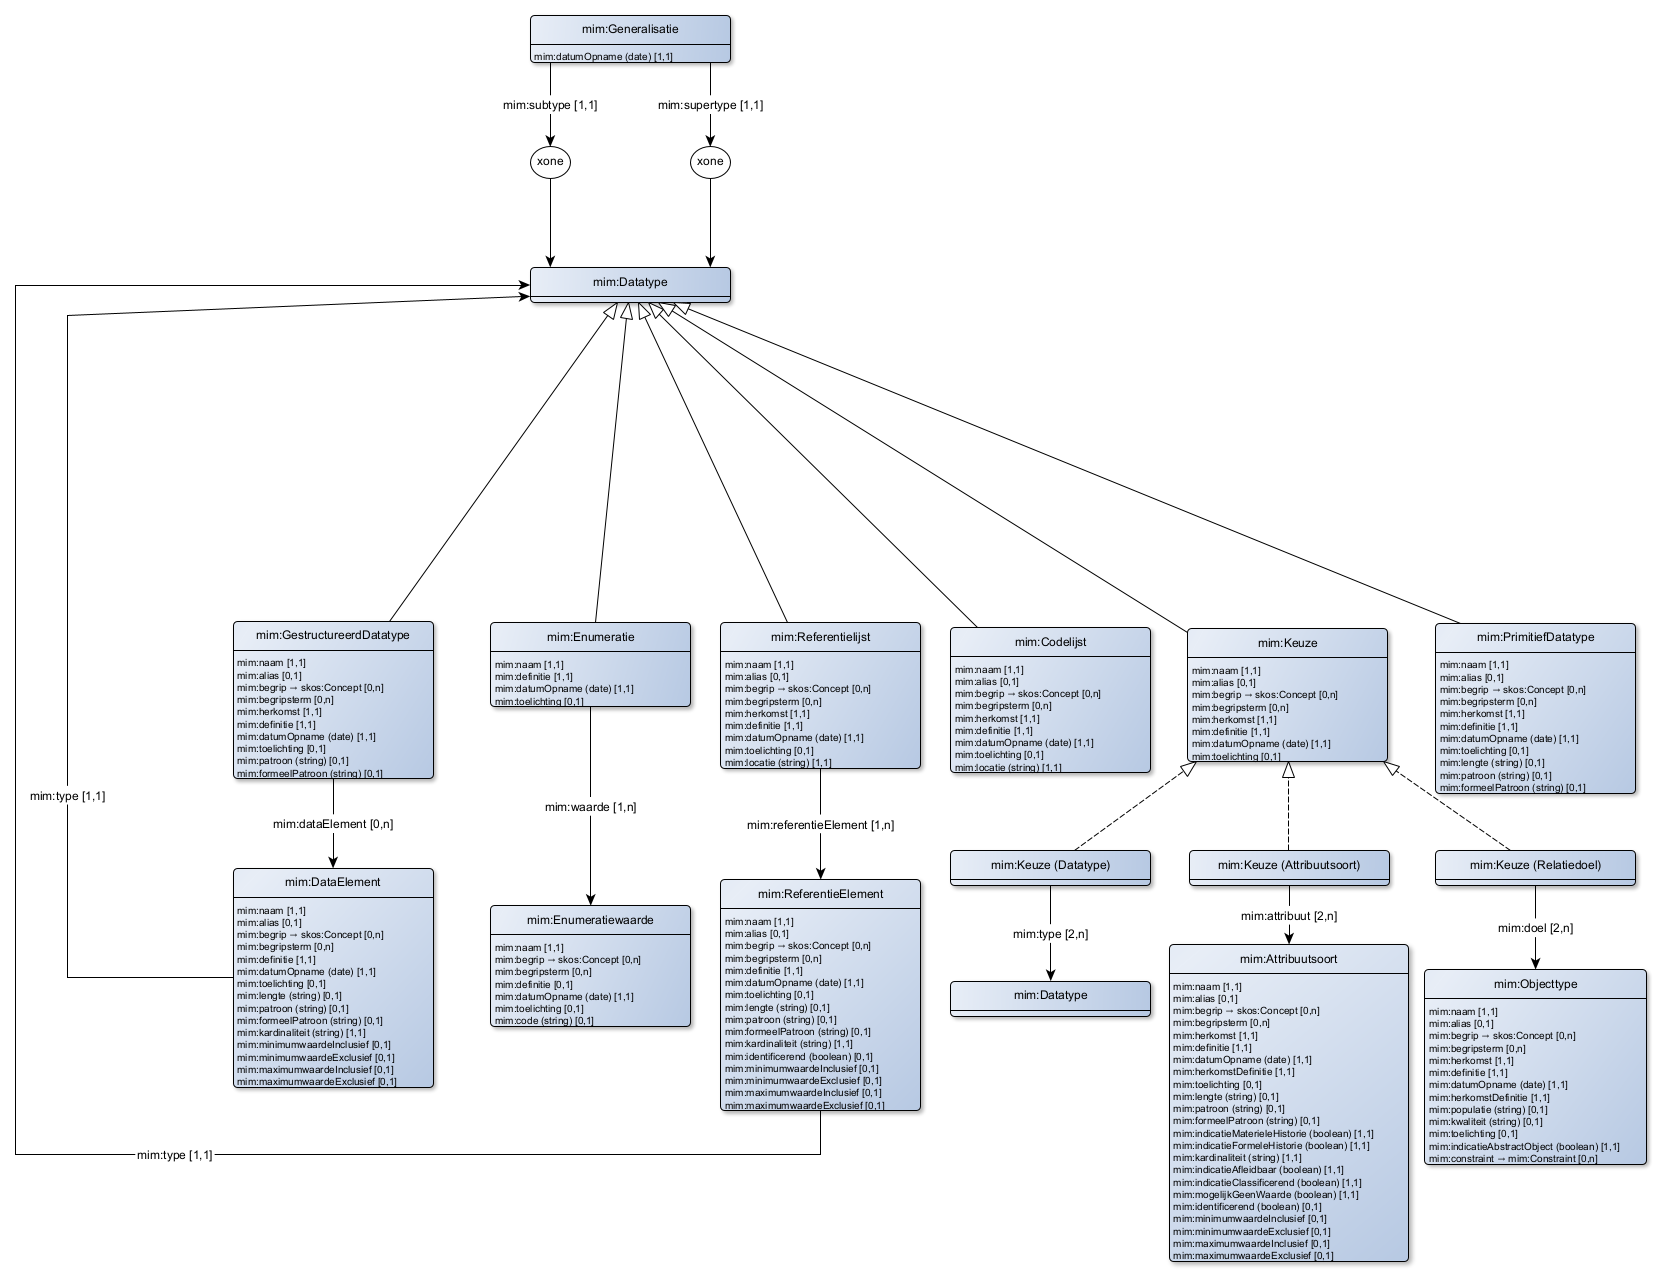 mim:Generalisatie
mim:datumOpname (date) [1,1]
mim:subtype [1,1]
mim:supertype [1,1]
xone
xone
mim:Datatype
mim:GestructureerdDatatype
mim:naam [1,1]
mim:alias [0,1]
mim:begrip → skos:Concept [0,n]
mim:begripsterm [0,n]
mim:herkomst [1,1]
mim:definitie [1,1]
mim:datumOpname (date) [1,1]
mim:toelichting [0,1]
mim:patroon (string) [0,1]
mim:formeelPatroon (string) [0,1]
mim:Enumeratie
mim:naam [1,1]
mim:definitie [1,1]
mim:datumOpname (date) [1,1]
mim:toelichting [0,1]
mim:Referentielijst
mim:naam [1,1]
mim:alias [0,1]
mim:begrip → skos:Concept [0,n]
mim:begripsterm [0,n]
mim:herkomst [1,1]
mim:definitie [1,1]
mim:datumOpname (date) [1,1]
mim:toelichting [0,1]
mim:locatie (string) [1,1]
mim:Codelijst
mim:naam [1,1]
mim:alias [0,1]
mim:begrip → skos:Concept [0,n]
mim:begripsterm [0,n]
mim:herkomst [1,1]
mim:definitie [1,1]
mim:datumOpname (date) [1,1]
mim:toelichting [0,1]
mim:locatie (string) [1,1]
mim:Keuze
mim:naam [1,1]
mim:alias [0,1]
mim:begrip → skos:Concept [0,n]
mim:begripsterm [0,n]
mim:herkomst [1,1]
mim:definitie [1,1]
mim:datumOpname (date) [1,1]
mim:toelichting [0,1]
mim:PrimitiefDatatype
mim:naam [1,1]
mim:alias [0,1]
mim:begrip → skos:Concept [0,n]
mim:begripsterm [0,n]
mim:herkomst [1,1]
mim:definitie [1,1]
mim:datumOpname (date) [1,1]
mim:toelichting [0,1]
mim:lengte (string) [0,1]
mim:patroon (string) [0,1]
mim:formeelPatroon (string) [0,1]
mim:type [1,1]
mim:dataElement [0,n]
mim:waarde [1,n]
mim:referentieElement [1,n]
mim:DataElement
mim:naam [1,1]
mim:alias [0,1]
mim:begrip → skos:Concept [0,n]
mim:begripsterm [0,n]
mim:definitie [1,1]
mim:datumOpname (date) [1,1]
mim:toelichting [0,1]
mim:lengte (string) [0,1]
mim:patroon (string) [0,1]
mim:formeelPatroon (string) [0,1]
mim:kardinaliteit (string) [1,1]
mim:minimumwaardeInclusief [0,1]
mim:minimumwaardeExclusief [0,1]
mim:maximumwaardeInclusief [0,1]
mim:maximumwaardeExclusief [0,1]
mim:Enumeratiewaarde
mim:naam [1,1]
mim:begrip → skos:Concept [0,n]
mim:begripsterm [0,n]
mim:definitie [0,1]
mim:datumOpname (date) [1,1]
mim:toelichting [0,1]
mim:code (string) [0,1]
mim:ReferentieElement
mim:naam [1,1]
mim:alias [0,1]
mim:begrip → skos:Concept [0,n]
mim:begripsterm [0,n]
mim:definitie [1,1]
mim:datumOpname (date) [1,1]
mim:toelichting [0,1]
mim:lengte (string) [0,1]
mim:patroon (string) [0,1]
mim:formeelPatroon (string) [0,1]
mim:kardinaliteit (string) [1,1]
mim:identificerend (boolean) [0,1]
mim:minimumwaardeInclusief [0,1]
mim:minimumwaardeExclusief [0,1]
mim:maximumwaardeInclusief [0,1]
mim:maximumwaardeExclusief [0,1]
mim:type [1,1]
mim:Keuze (Datatype)
mim:Keuze (Attribuutsoort)
mim:Keuze (Relatiedoel)
mim:type [2,n]
mim:attribuut [2,n]
mim:doel [2,n]
mim:Datatype
mim:Attribuutsoort
mim:naam [1,1]
mim:alias [0,1]
mim:begrip → skos:Concept [0,n]
mim:begripsterm [0,n]
mim:herkomst [1,1]
mim:definitie [1,1]
mim:datumOpname (date) [1,1]
mim:herkomstDefinitie [1,1]
mim:toelichting [0,1]
mim:lengte (string) [0,1]
mim:patroon (string) [0,1]
mim:formeelPatroon (string) [0,1]
mim:indicatieMaterieleHistorie (boolean) [1,1]
mim:indicatieFormeleHistorie (boolean) [1,1]
mim:kardinaliteit (string) [1,1]
mim:indicatieAfleidbaar (boolean) [1,1]
mim:indicatieClassificerend (boolean) [1,1]
mim:mogelijkGeenWaarde (boolean) [1,1]
mim:identificerend (boolean) [0,1]
mim:minimumwaardeInclusief [0,1]
mim:minimumwaardeExclusief [0,1]
mim:maximumwaardeInclusief [0,1]
mim:maximumwaardeExclusief [0,1]
mim:Objecttype
mim:naam [1,1]
mim:alias [0,1]
mim:begrip → skos:Concept [0,n]
mim:begripsterm [0,n]
mim:herkomst [1,1]
mim:definitie [1,1]
mim:datumOpname (date) [1,1]
mim:herkomstDefinitie [1,1]
mim:populatie (string) [0,1]
mim:kwaliteit (string) [0,1]
mim:toelichting [0,1]
mim:indicatieAbstractObject (boolean) [1,1]
mim:constraint → mim:Constraint [0,n]